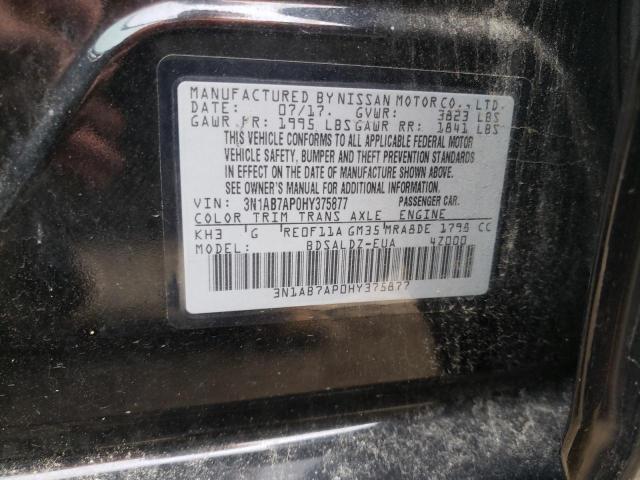 MANUFACTURED BY NISSAN MOTOR CO., LTD.
DATE: 07/17. GVWR: 3823 LBS
GAWR FR: 1995 LBS GAWR RR: 1841 LBS
THIS VEHICLE CONFORMS TO ALL APPLICABLE FEDERAL MOTOR
VEHICLE SAFETY, BUMPER AND THEFT PREVENTION STANDARDS
IN EFFECT ON THE DATE OF MANUFACTURE SHOWN ABOVE.
SEE OWNER'S MANUAL FOR ADDITIONAL INFORMATION.
VIN: 3N1AB7AP0HY375877 PASSENGER CAR.
COLOR TRIM TRANS AXLE ENGINE
KH3 G RE0F11A GM35 MRA8DE 1798 CC
MODEL: BDSALDZ-EUA 4Z000
3N1AB7AP0HY375877